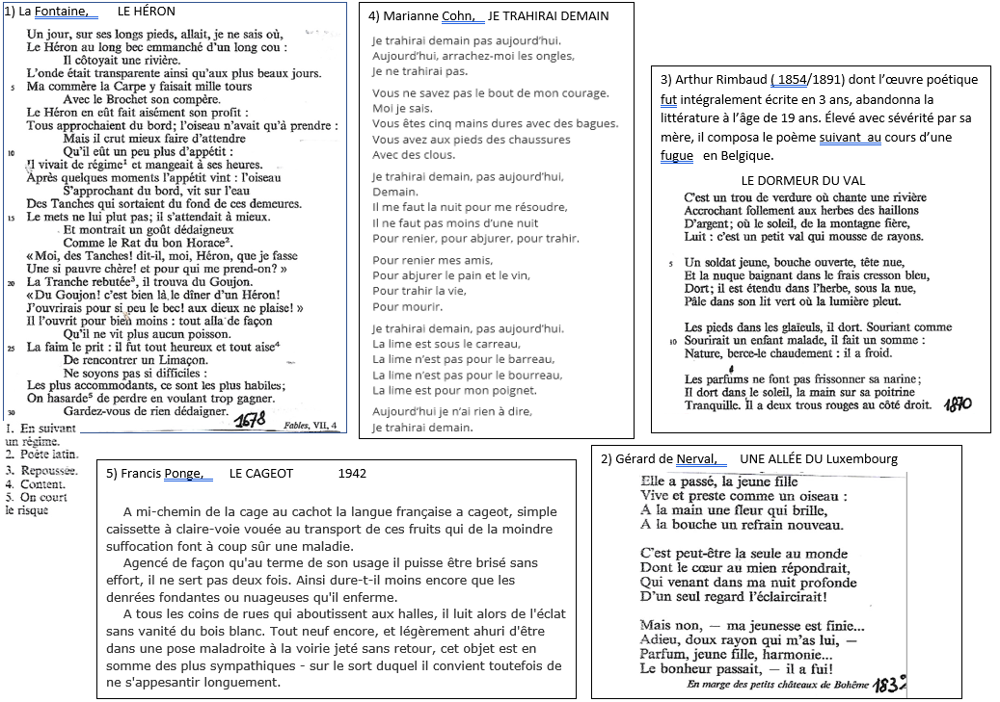 1) La Fontaine, LE HÉRON
Un jour, sur ses longs pieds, allait, je ne sais où,
Le Héron au long bec emmanché d'un long cou :
Il côtoyait une rivière.
L'onde était transparente ainsi qu'aux plus beaux jours.
5 Ma commère la Carpe y faisait mille tours
Avec le Brochet son compère.
Le Héron en eût fait aisément son profit :
Tous approchaient du bord; l'oiseau n'avait qu'à prendre :
Mais il crut mieux faire d'attendre
10 Qu'il eût un peu plus d'appétit :
Il vivait de régime¹ et mangeait à ses heures.
Après quelques moments l'appétit vint : l'oiseau
S'approchant du bord, vit sur l'eau
Des Tanches qui sortaient du fond de ces demeures.
15 Le mets ne lui plut pas; il s'attendait à mieux.
Et montrait un goût dédaigneux
Comme le Rat du bon Horace².
« Moi, des Tanches! dit-il, moi, Héron, que je fasse
Une si pauvre chère! et pour qui me prend-on? »
20 La Tranche rebutée³, il trouva du Goujon.
« Du Goujon! c'est bien là le dîner d'un Héron!
J'ouvrirais pour si peu le bec! aux dieux ne plaise! »
Il l'ouvrit pour bien moins : tout alla de façon
Qu'il ne vit plus aucun poisson.
25 La faim le prit : il fut tout heureux et tout aise⁴
De rencontrer un Limaçon.
Ne soyons pas si difficiles :
Les plus accommodants, ce sont les plus habiles;
On hasarde⁵ de perdre en voulant trop gagner.
30 Gardez-vous de rien dédaigner.
1678
Fables, VII, 4
1. En suivant
un régime.
2. Poète latin.
3. Repoussée.
4. Content.
5. On court
le risque
4) Marianne Cohn, JE TRAHIRAI DEMAIN
Je trahirai demain pas aujourd'hui.
Aujourd'hui, arrachez-moi les ongles,
Je ne trahirai pas.
Vous ne savez pas le bout de mon courage.
Moi je sais.
Vous êtes cinq mains dures avec des bagues.
Vous avez aux pieds des chaussures
Avec des clous.
Je trahirai demain, pas aujourd'hui,
Demain.
Il me faut la nuit pour me résoudre,
Il ne faut pas moins d'une nuit
Pour renier, pour abjurer, pour trahir.
Pour renier mes amis,
Pour abjurer le pain et le vin,
Pour trahir la vie,
Pour mourir.
Je trahirai demain, pas aujourd'hui.
La lime est sous le carreau,
La lime n'est pas pour le barreau,
La lime n'est pas pour le bourreau,
La lime est pour mon poignet.
Aujourd'hui je n'ai rien à dire,
Je trahirai demain.
3) Arthur Rimbaud ( 1854/1891) dont l'œuvre poétique
fut intégralement écrite en 3 ans, abandonna la
littérature à l'âge de 19 ans. Élevé avec sévérité par sa
mère, il composa le poème suivant au cours d'une
fugue en Belgique.
LE DORMEUR DU VAL
C'est un trou de verdure où chante une rivière
Accrochant follement aux herbes des haillons
D'argent; où le soleil, de la montagne fière,
Luit : c'est un petit val qui mousse de rayons.
5 Un soldat jeune, bouche ouverte, tête nue,
Et la nuque baignant dans le frais cresson bleu,
Dort; il est étendu dans l'herbe, sous la nue,
Pâle dans son lit vert où la lumière pleut.
Les pieds dans les glaïeuls, il dort. Souriant comme
10 Sourirait un enfant malade, il fait un somme :
Nature, berce-le chaudement : il a froid.
Les parfums ne font pas frissonner sa narine;
Il dort dans le soleil, la main sur sa poitrine
Tranquille. Il a deux trous rouges au côté droit.
1870
5) Francis Ponge, LE CAGEOT 1942
A mi-chemin de la cage au cachot la langue française a cageot, simple
caissette à claire-voie vouée au transport de ces fruits qui de la moindre
suffocation font à coup sûr une maladie.
Agencé de façon qu'au terme de son usage il puisse être brisé sans
effort, il ne sert pas deux fois. Ainsi dure-t-il moins encore que les
denrées fondantes ou nuageuses qu'il enferme.
A tous les coins de rues qui aboutissent aux halles, il luit alors de l'éclat
sans vanité du bois blanc. Tout neuf encore, et légèrement ahuri d'être
dans une pose maladroite à la voirie jeté sans retour, cet objet est en
somme des plus sympathiques - sur le sort duquel il convient toutefois de
ne s'appesantir longuement.
2) Gérard de Nerval, UNE ALLÉE DU Luxembourg
Elle a passé, la jeune fille
Vive et preste comme un oiseau :
A la main une fleur qui brille,
A la bouche un refrain nouveau.
C'est peut-être la seule au monde
Dont le cœur au mien répondrait,
Qui venant dans ma nuit profonde
D'un seul regard l'éclaircirait!
Mais non, — ma jeunesse est finie...
Adieu, doux rayon qui m'as lui, —
Parfum, jeune fille, harmonie...
Le bonheur passait, — il a fui!
En marge des petits châteaux de Bohême